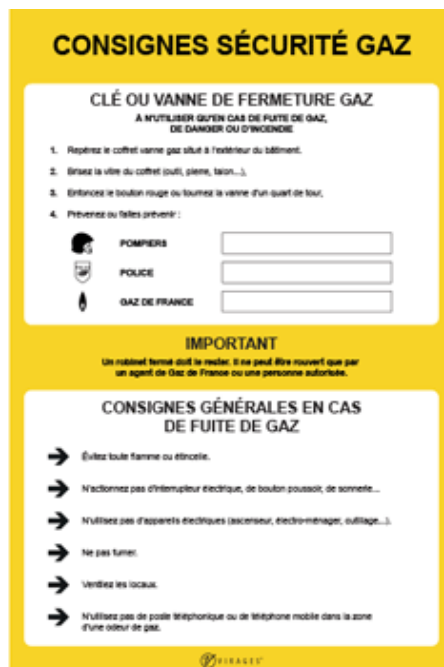 CONSIGNES SÉCURITÉ GAZ
CLÉ OU VANNE DE FERMETURE GAZ
À N'UTILISER QU'EN CAS DE FUITE DE GAZ,
DE DANGER OU D'INCENDIE
1. Repérez le coffret vanne gaz situé à l'extérieur du bâtiment.
2. Brisez la vitre du coffret (outil, pierre, talon...),
3. Enfoncez le bouton rouge ou tournez la vanne d'un quart de tour,
4. Prévenez ou faites prévenir :
POMPIERS
POLICE
GAZ DE FRANCE
IMPORTANT
Un robinet fermé doit le rester. Il ne peut être rouvert que par
un agent de Gaz de France ou une personne autorisée.
CONSIGNES GÉNÉRALES EN CAS
DE FUITE DE GAZ
Évitez toute flamme ou étincelle.
N'actionnez pas d'interrupteur électrique, de bouton poussoir, de sonnerie...
N'utilisez pas d'appareils électriques (ascenseur, électro-ménager, outillage...).
Ne pas fumer.
Ventilez les locaux.
N'utilisez pas de poste téléphonique ou de téléphone mobile dans la zone
d'une odeur de gaz.
VIRAGES